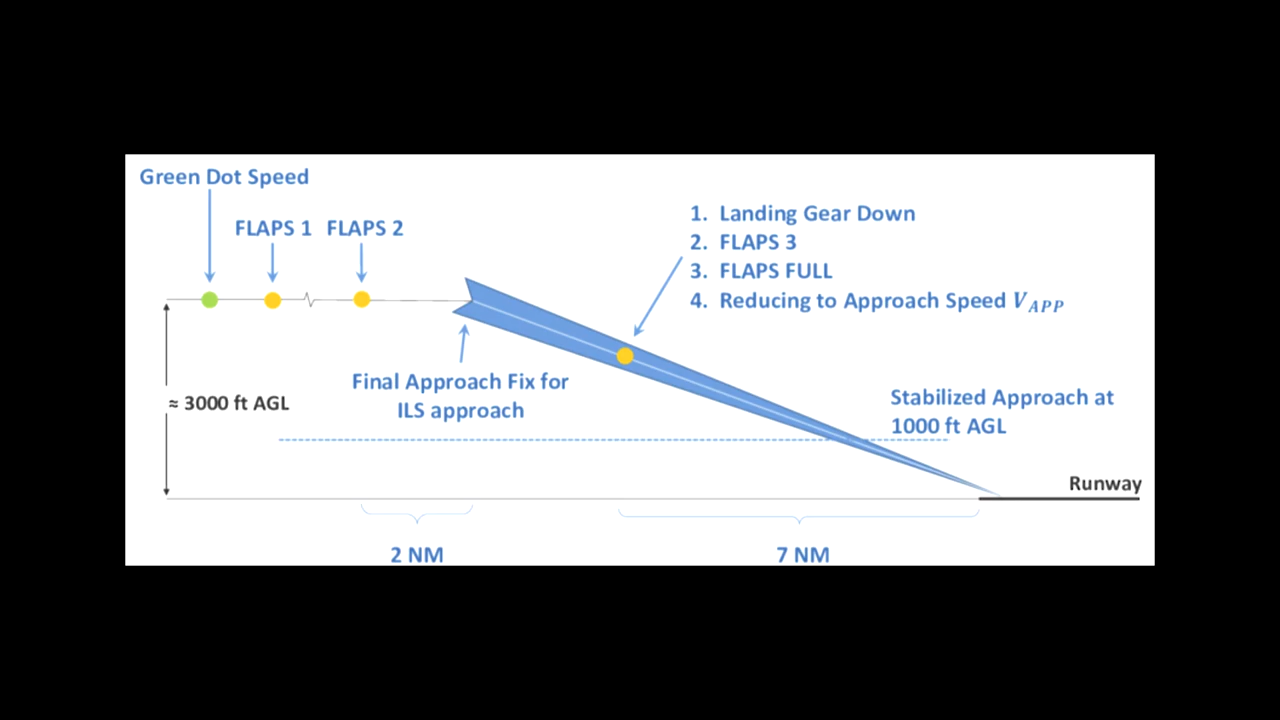 Green Dot Speed
FLAPS 1 FLAPS 2
1. Landing Gear Down
2. FLAPS 3
3. FLAPS FULL
4. Reducing to Approach Speed V_APP
Final Approach Fix for
ILS approach
≈ 3000 ft AGL
Stabilized Approach at
1000 ft AGL
Runway
2 NM
7 NM